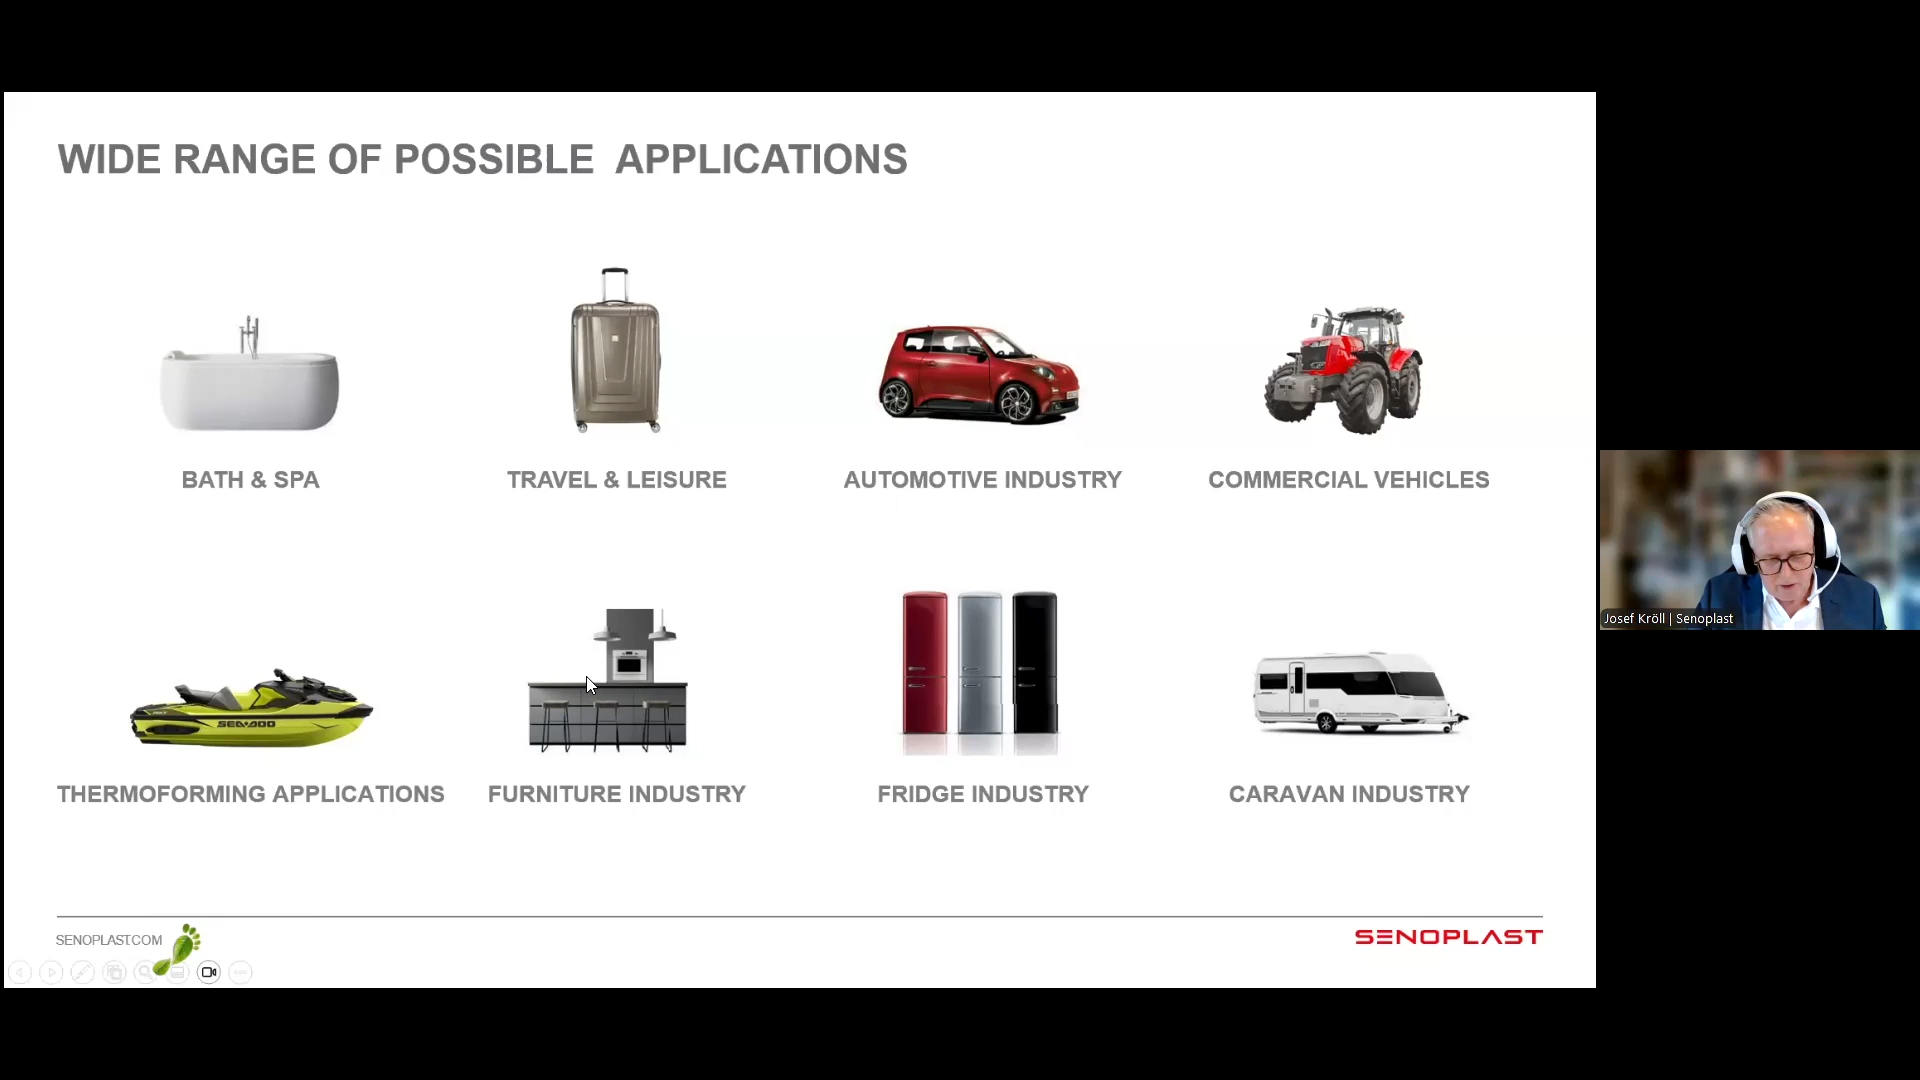 WIDE RANGE OF POSSIBLE APPLICATIONS
BATH & SPA
TRAVEL & LEISURE
AUTOMOTIVE INDUSTRY
COMMERCIAL VEHICLES
Josef Kröll | Senoplast
SEA-DOO
THERMOFORMING APPLICATIONS
FURNITURE INDUSTRY
FRIDGE INDUSTRY
CARAVAN INDUSTRY
SENOPLAST.COM
SENOPLAST